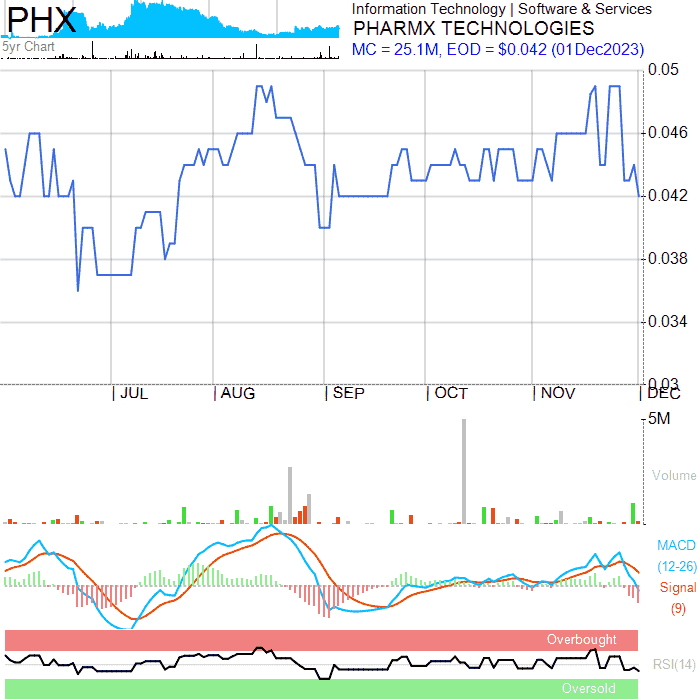 PHX
5yr Chart
Information Technology | Software & Services
PHARMX TECHNOLOGIES
MC = 25.1M, EOD = $0.042 (01Dec2023)
0.05
0.046
0.042
0.038
0.034
0.03
JUL
AUG
SEP
OCT
NOV
DEC
5M
Volume
MACD
(12-26)
Signal
(9)
Overbought
RSI(14)
Oversold